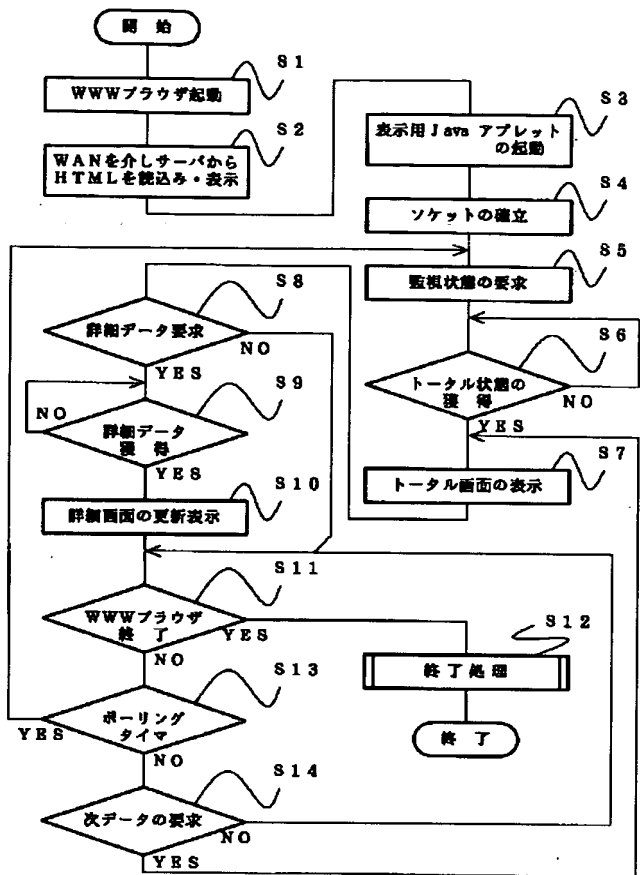 開始
S1
WWWブラウザ起動
S2
WANを介しサーバから
HTMLを読込み・表示
S3
表示用Java アプレット
の起動
S4
ソケットの確立
S5
監視状態の要求
S6
トータル状態の
獲得
NO
YES
S7
トータル画面の表示
S8
詳細データ要求
NO
YES
S9
NO
詳細データ
獲得
YES
S10
詳細画面の更新表示
S11
WWWブラウザ
終了
YES
NO
S12
終了処理
終了
S13
ポーリング
タイマ
YES
NO
S14
次データの要求
NO
YES